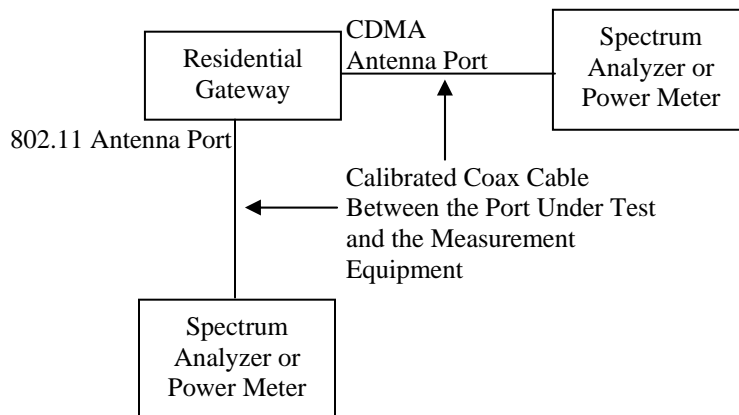 Residential
Gateway
CDMA
Antenna Port
Spectrum
Analyzer or
Power Meter
802.11 Antenna Port
Calibrated Coax Cable
Between the Port Under Test
and the Measurement
Equipment
Spectrum
Analyzer or
Power Meter